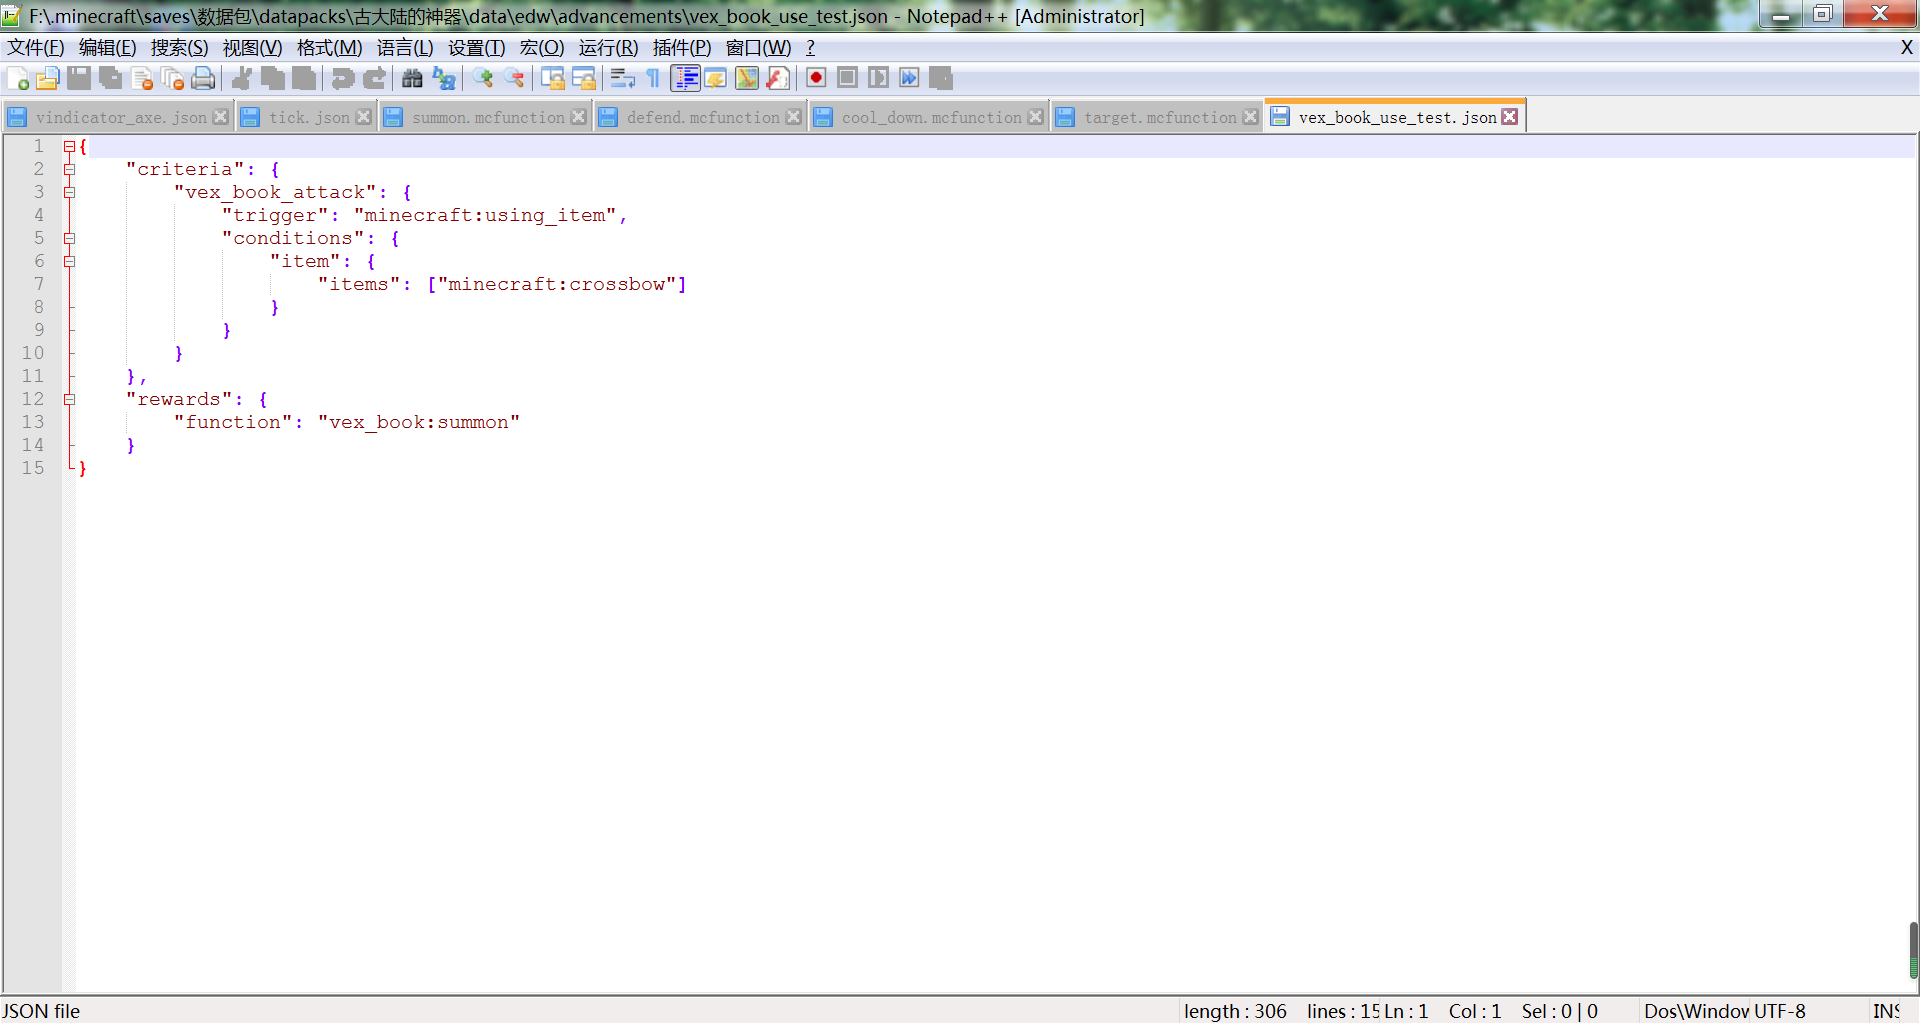 F:\.minecraft\saves\数据包\datapacks\古大陆的神器\data\edw\advancements\vex_book_use_test.json - Notepad++ [Administrator]
文件(F) 编辑(E) 搜索(S) 视图(V) 格式(M) 语言(L) 设置(T) 宏(O) 运行(R) 插件(P) 窗口(W) ? X
vindicator_axe.json tick.json summon.mcfunction defend.mcfunction cool_down.mcfunction target.mcfunction vex_book_use_test.json
1 {
2 "criteria": {
3 "vex_book_attack": {
4 "trigger": "minecraft:using_item",
5 "conditions": {
6 "item": {
7 "items": ["minecraft:crossbow"]
8 }
9 }
10 }
11 },
12 "rewards": {
13 "function": "vex_book:summon"
14 }
15 }
JSON file length : 306 lines : 15 Ln : 1 Col : 1 Sel : 0 | 0 Dos\Window UTF-8 INS